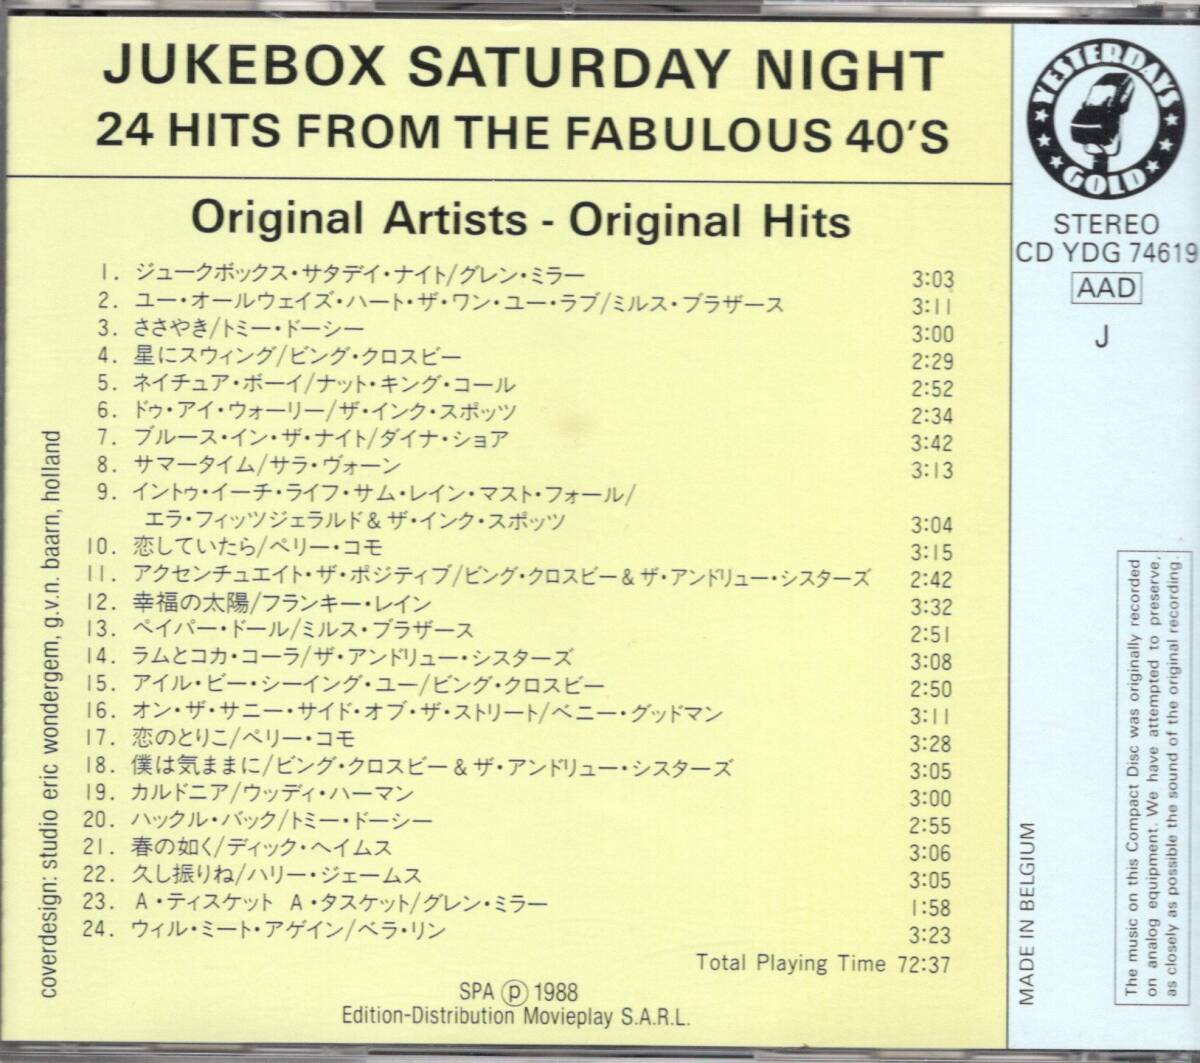 JUKEBOX SATURDAY NIGHT
24 HITS FROM THE FABULOUS 40'S
Original Artists - Original Hits
1. ジュークボックス・サタデイ・ナイト/グレン・ミラー 3:03
2. ユー・オールウェイズ・ハート・ザ・ワン・ユー・ラブ/ミルス・ブラザース 3:11
3. ささやき/トミー・ドーシー 3:00
4. 星にスウィング/ビング・クロスビー 2:29
5. ネイチュア・ボーイ/ナット・キング・コール 2:52
6. ドゥ・アイ・ウォーリー/ザ・インク・スポッツ 2:34
7. ブルース・イン・ザ・ナイト/ダイナ・ショア 3:42
8. サマータイム/サラ・ヴォーン 3:13
9. イントゥ・イーチ・ライフ・サム・レイン・マスト・フォール/
エラ・フィッツジェラルド&ザ・インク・スポッツ 3:04
10. 恋していたら/ペリー・コモ 3:15
11. アクセンチュエイト・ザ・ポジティブ/ビング・クロスビー&ザ・アンドリュー・シスターズ 2:42
12. 幸福の太陽/フランキー・レイン 3:32
13. ペイパー・ドール/ミルス・ブラザース 2:51
14. ラムとコカ・コーラ/ザ・アンドリュー・シスターズ 3:08
15. アイル・ビー・シーイング・ユー/ビング・クロスビー 2:50
16. オン・ザ・サニー・サイド・オブ・ザ・ストリート/ベニー・グッドマン 3:11
17. 恋のとりこ/ペリー・コモ 3:28
18. 僕は気ままに/ビング・クロスビー&ザ・アンドリュー・シスターズ 3:05
19. カルドニア/ウッディ・ハーマン 3:00
20. ハックル・バック/トミー・ドーシー 2:55
21. 春の如く/ディック・ヘイムス 3:06
22. 久し振りね/ハリー・ジェームス 3:05
23. A・ティスケット A・タスケット/グレン・ミラー 1:58
24. ウィル・ミート・アゲイン/ベラ・リン 3:23
Total Playing Time 72:37
SPA Ⓟ 1988
Edition-Distribution Movieplay S.A.R.L.
coverdesign: studio eric wondergem, g.v.n. baarn, holland
YESTERDAYS
GOLD
STEREO
CD YDG 74619
AAD
J
MADE IN BELGIUM
The music on this Compact Disc was originally recorded
on analog equipment. We have attempted to preserve,
as closely as possible the sound of the original recording.